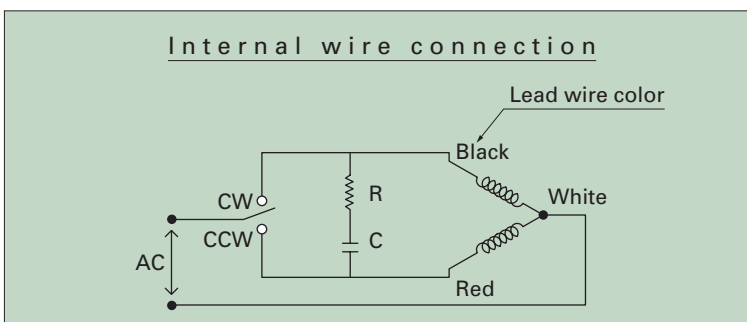 Internal wire connection
Lead wire color
Black
CW
R
White
CCW
C
AC
Red